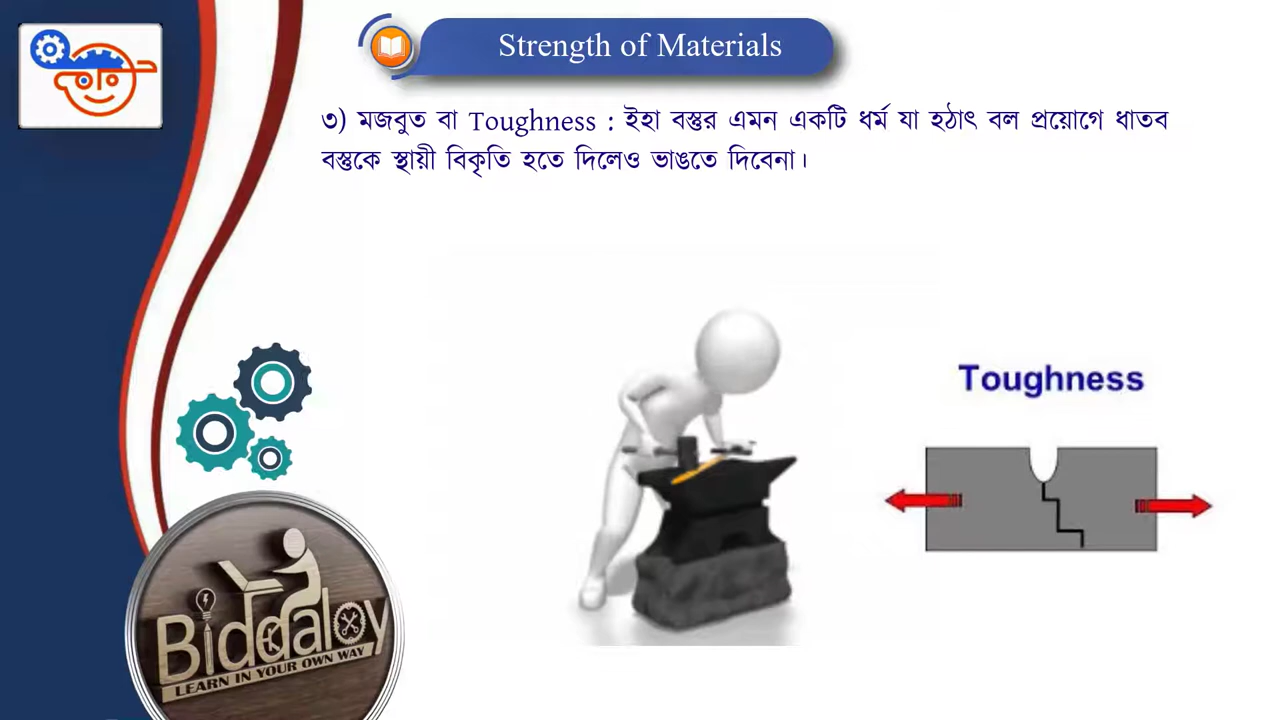 Strength of Materials
৩) মজবুত বা Toughness : ইহা বস্তুর এমন একটি ধর্ম যা হঠাৎ বল প্রয়োগে ধাতব
বস্তুকে স্থায়ী বিকৃতি হতে দিলেও ভাঙতে দিবেনা।
Toughness
Biddaloy
LEARN IN YOUR OWN WAY